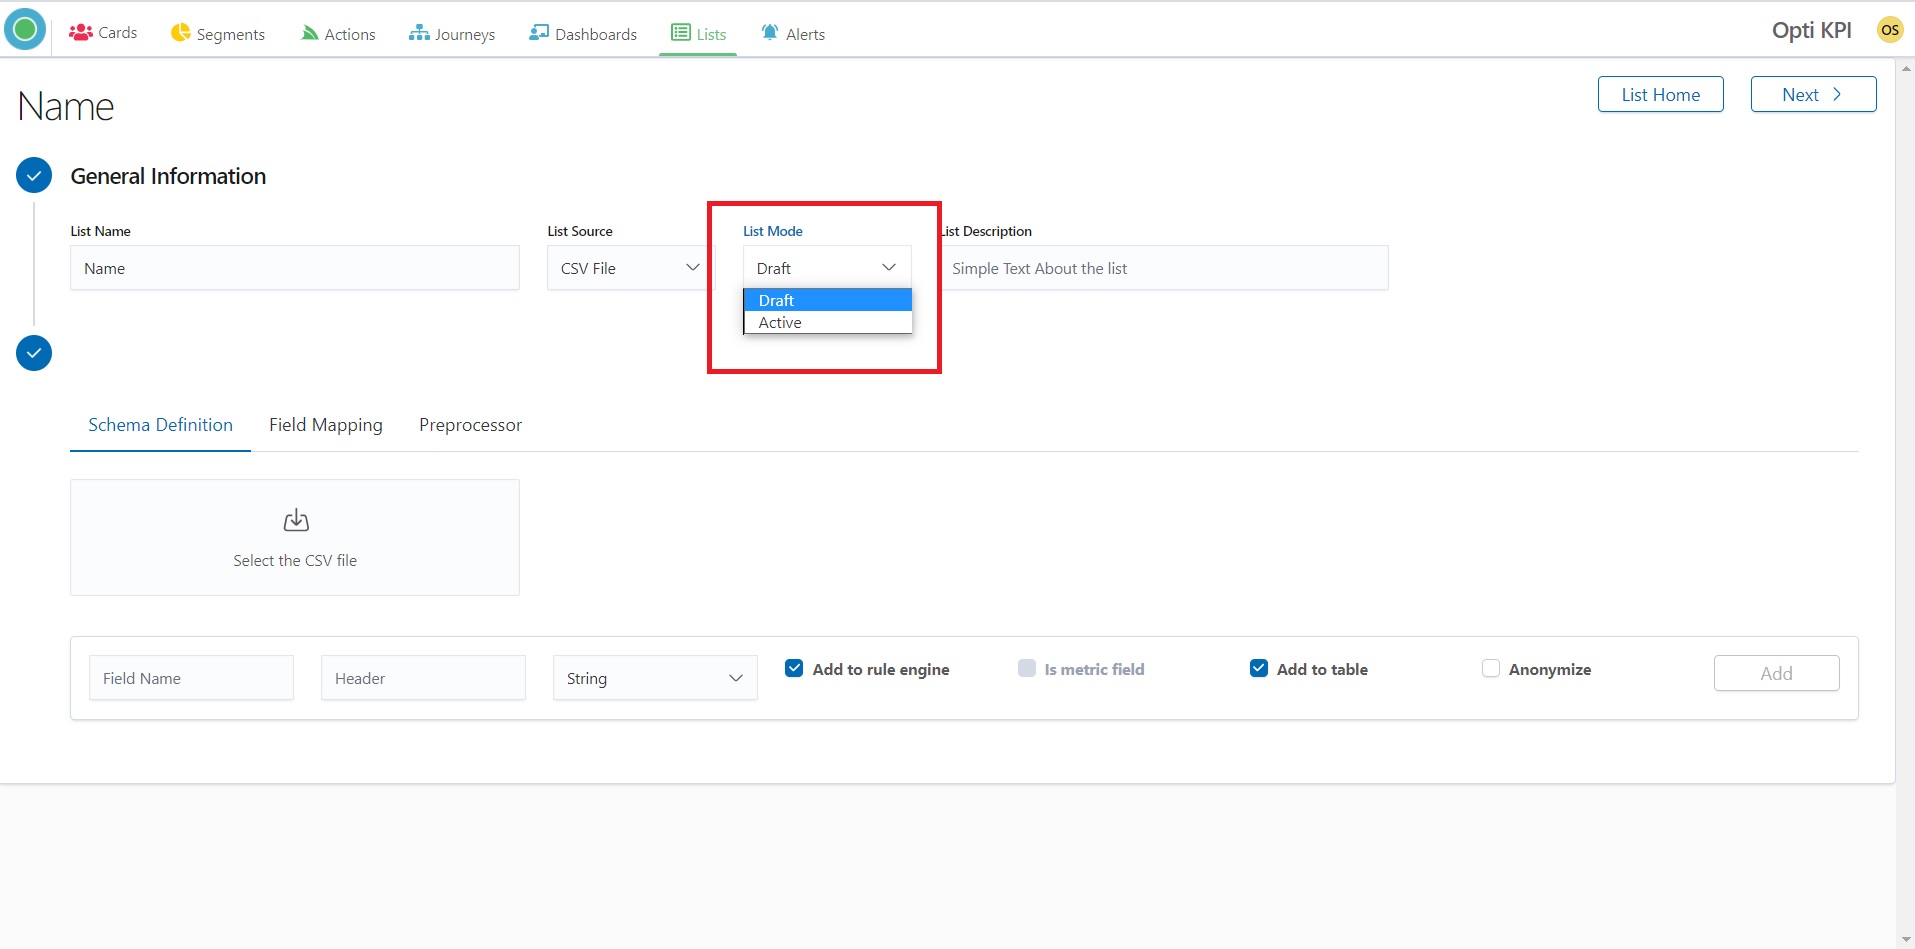 Cards Segments Actions Journeys Dashboards Lists Alerts Opti KPI OS
Name List Home Next
General Information
List Name List Source List Mode List Description
Name CSV File Draft Simple Text About the list
Draft
Active
Schema Definition Field Mapping Preprocessor
Select the CSV file
Field Name Header String Add to rule engine Is metric field Add to table Anonymize Add